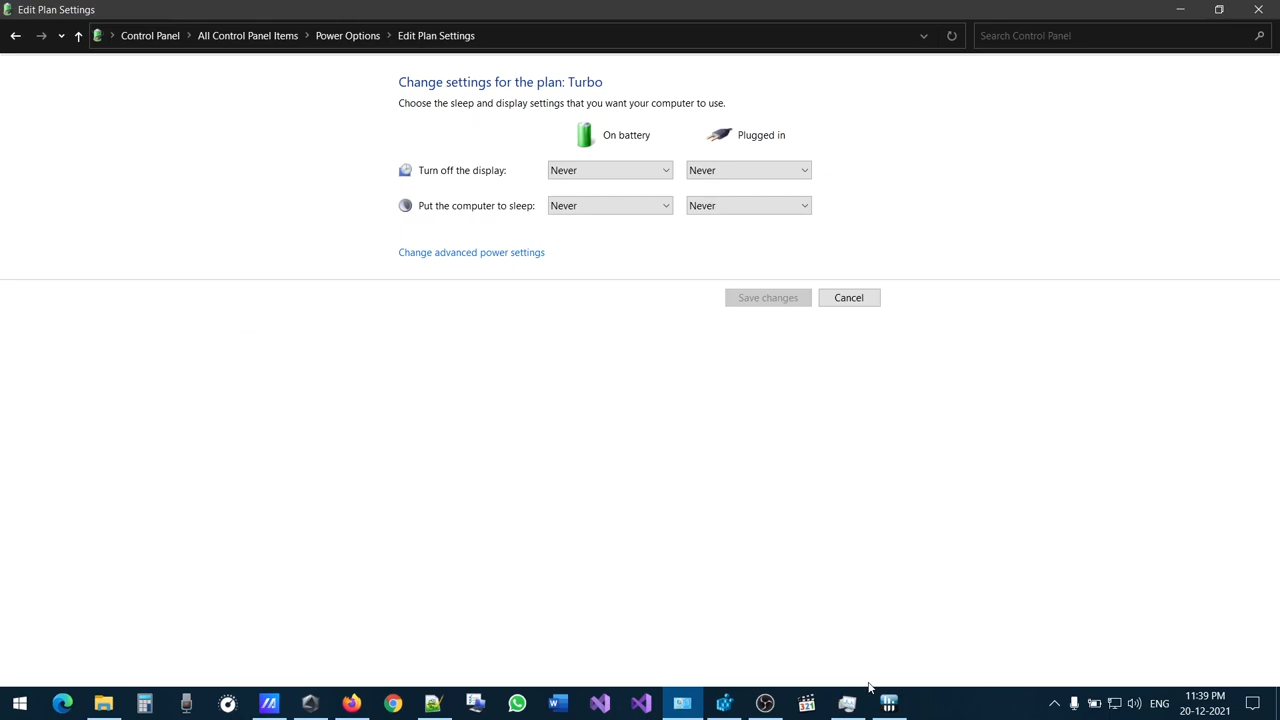 Edit Plan Settings
Control Panel > All Control Panel Items > Power Options > Edit Plan Settings
Search Control Panel
Change settings for the plan: Turbo
Choose the sleep and display settings that you want your computer to use.
On battery Plugged in
Turn off the display: Never Never
Put the computer to sleep: Never Never
Change advanced power settings
Save changes Cancel
321
ENG
11:39 PM
20-12-2021